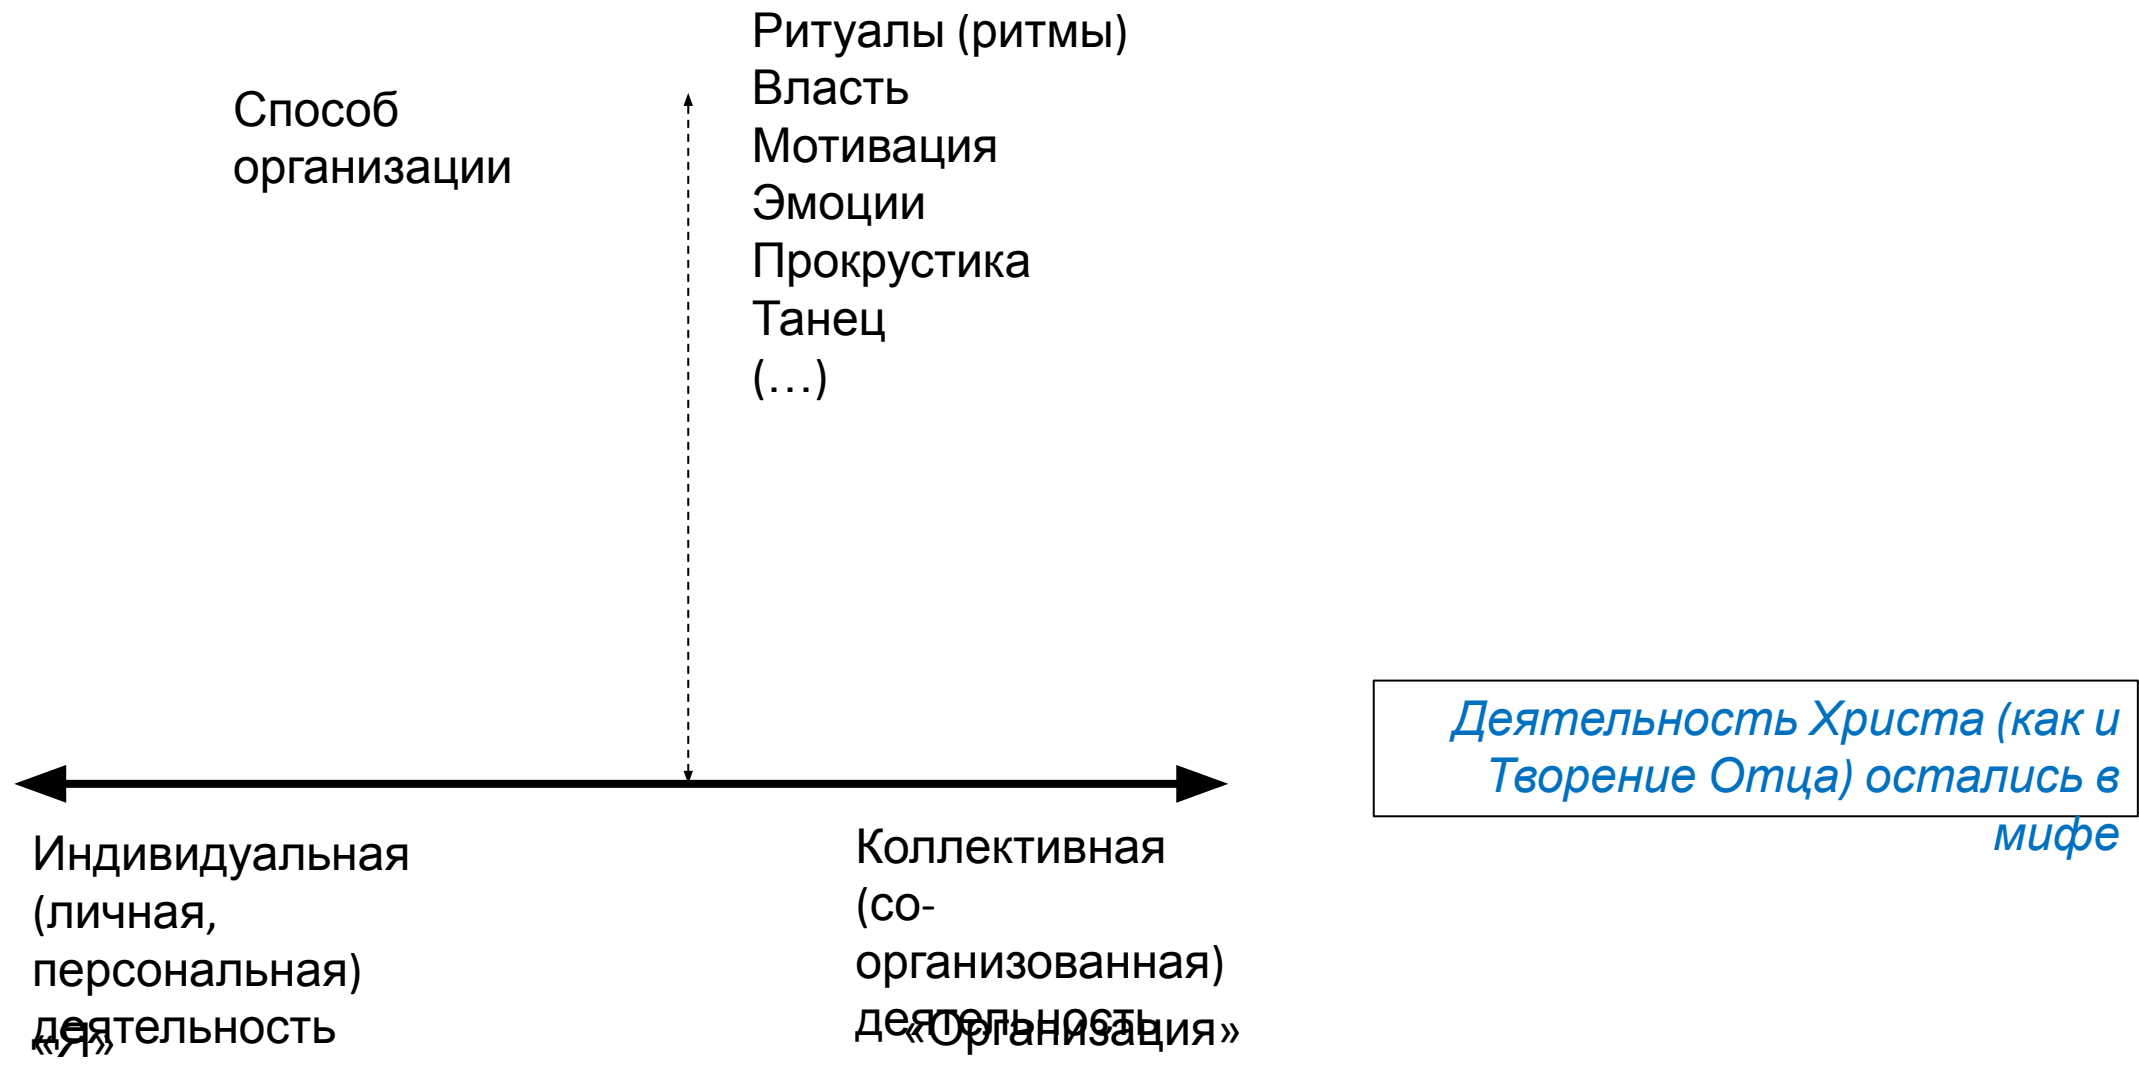 Ритуалы (ритмы)
Власть
Мотивация
Эмоции
Прокрустика
Танец
(…)
Способ
организации
Деятельность Христа (как и
Творение Отца) остались в
мифе
Индивидуальная
(личная,
персональная)
деятельность
«Я»
Коллективная
(со-
организованная)
деятельность
«Организация»